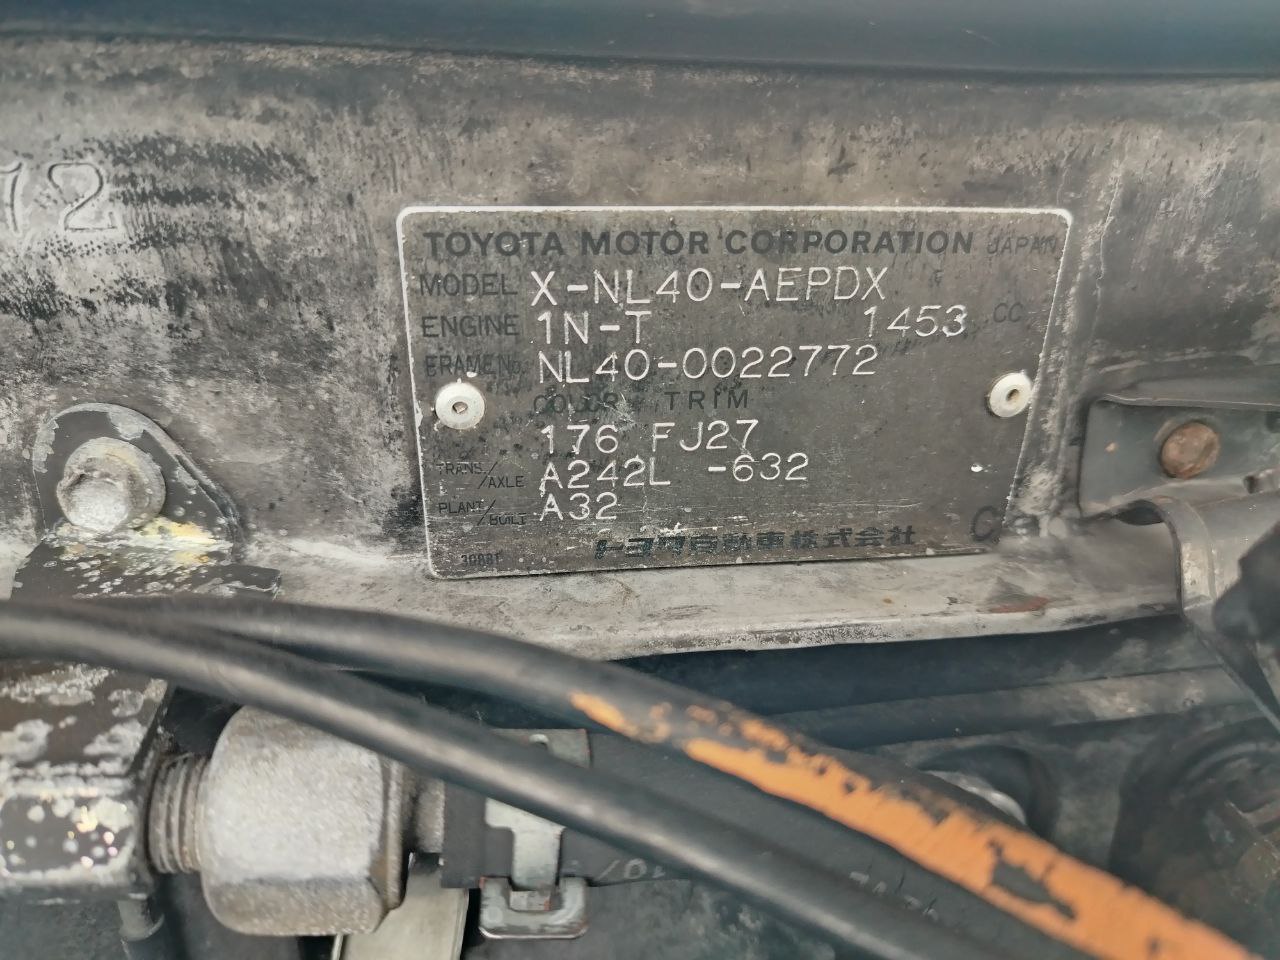 12
TOYOTA MOTOR CORPORATION JAPAN
MODEL X-NL40-AEPDX
ENGINE 1N-T 1453 CC
FRAME No. NL40-0022772
COLOR TRIM
176 FJ27
TRANS./AXLE A242L -632
PLANT/BUILT A32
トヨタ自動車株式会社 C